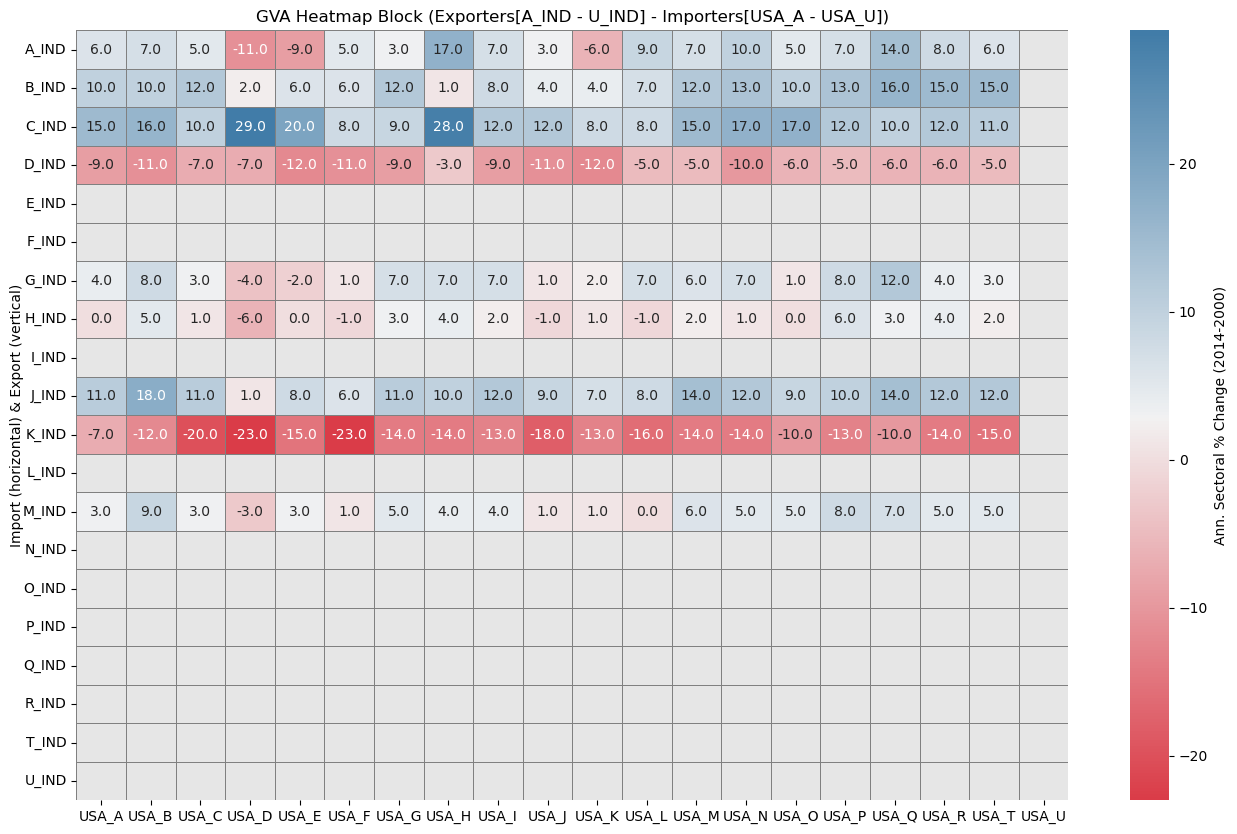 GVA Heatmap Block (Exporters[A_IND - U_IND] - Importers[USA_A - USA_U])
Import (horizontal) & Export (vertical)
A_IND 6.0 7.0 5.0 -11.0 -9.0 5.0 3.0 17.0 7.0 3.0 -6.0 9.0 7.0 10.0 5.0 7.0 14.0 8.0 6.0
B_IND 10.0 10.0 12.0 2.0 6.0 6.0 12.0 1.0 8.0 4.0 4.0 7.0 12.0 13.0 10.0 13.0 16.0 15.0 15.0
C_IND 15.0 16.0 10.0 29.0 20.0 8.0 9.0 28.0 12.0 12.0 8.0 8.0 15.0 17.0 17.0 12.0 10.0 12.0 11.0
D_IND -9.0 -11.0 -7.0 -7.0 -12.0 -11.0 -9.0 -3.0 -9.0 -11.0 -12.0 -5.0 -5.0 -10.0 -6.0 -5.0 -6.0 -6.0 -5.0
E_IND
F_IND
G_IND 4.0 8.0 3.0 -4.0 -2.0 1.0 7.0 7.0 7.0 1.0 2.0 7.0 6.0 7.0 1.0 8.0 12.0 4.0 3.0
H_IND 0.0 5.0 1.0 -6.0 0.0 -1.0 3.0 4.0 2.0 -1.0 1.0 -1.0 2.0 1.0 0.0 6.0 3.0 4.0 2.0
I_IND
J_IND 11.0 18.0 11.0 1.0 8.0 6.0 11.0 10.0 12.0 9.0 7.0 8.0 14.0 12.0 9.0 10.0 14.0 12.0 12.0
K_IND -7.0 -12.0 -20.0 -23.0 -15.0 -23.0 -14.0 -14.0 -13.0 -18.0 -13.0 -16.0 -14.0 -14.0 -10.0 -13.0 -10.0 -14.0 -15.0
L_IND
M_IND 3.0 9.0 3.0 -3.0 3.0 1.0 5.0 4.0 4.0 1.0 1.0 0.0 6.0 5.0 5.0 8.0 7.0 5.0 5.0
N_IND
O_IND
P_IND
Q_IND
R_IND
T_IND
U_IND
USA_A USA_B USA_C USA_D USA_E USA_F USA_G USA_H USA_I USA_J USA_K USA_L USA_M USA_N USA_O USA_P USA_Q USA_R USA_T USA_U
20
10
0
−10
−20
Ann. Sectoral % Change (2014-2000)